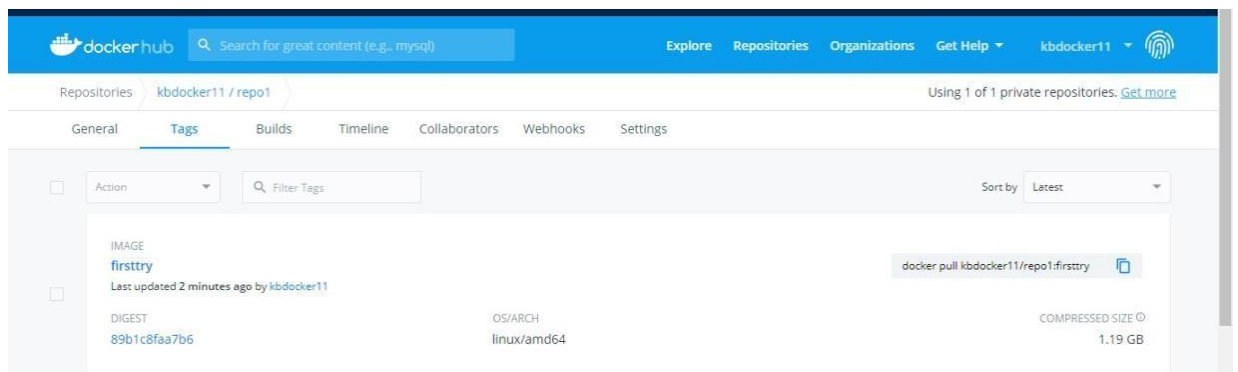 dockerhub Search for great content (e.g., mysql) Explore Repositories Organizations Get Help kbdocker11
Repositories kbdocker11 / repo1 Using 1 of 1 private repositories. Get more
General Tags Builds Timeline Collaborators Webhooks Settings
Action Filter Tags Sort by Latest
IMAGE
firsttry docker pull kbdocker11/repo1:firsttry
Last updated 2 minutes ago by kbdocker11
DIGEST OS/ARCH COMPRESSED SIZE
89b1c8faa7b6 linux/amd64 1.19 GB